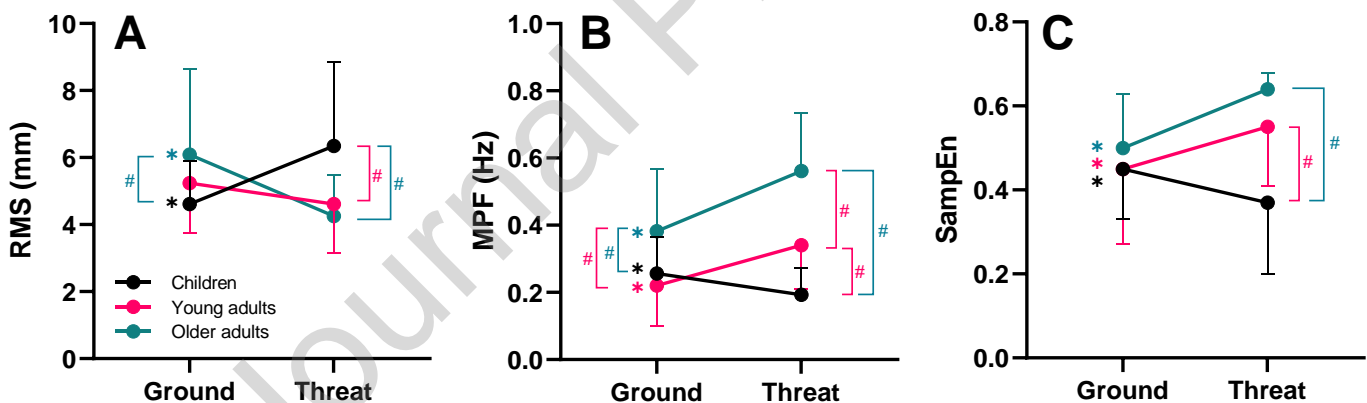 A
RMS (mm)
10
8
6
4
2
0
*
*
#
#
#
Children
Young adults
Older adults
Ground
Threat
B
MPF (Hz)
1.0
0.8
0.6
0.4
0.2
0.0
#
#
*
*
*
#
#
#
Ground
Threat
C
SampEn
0.8
0.6
0.4
0.2
0.0
*
*
*
#
#
Ground
Threat
Journal P